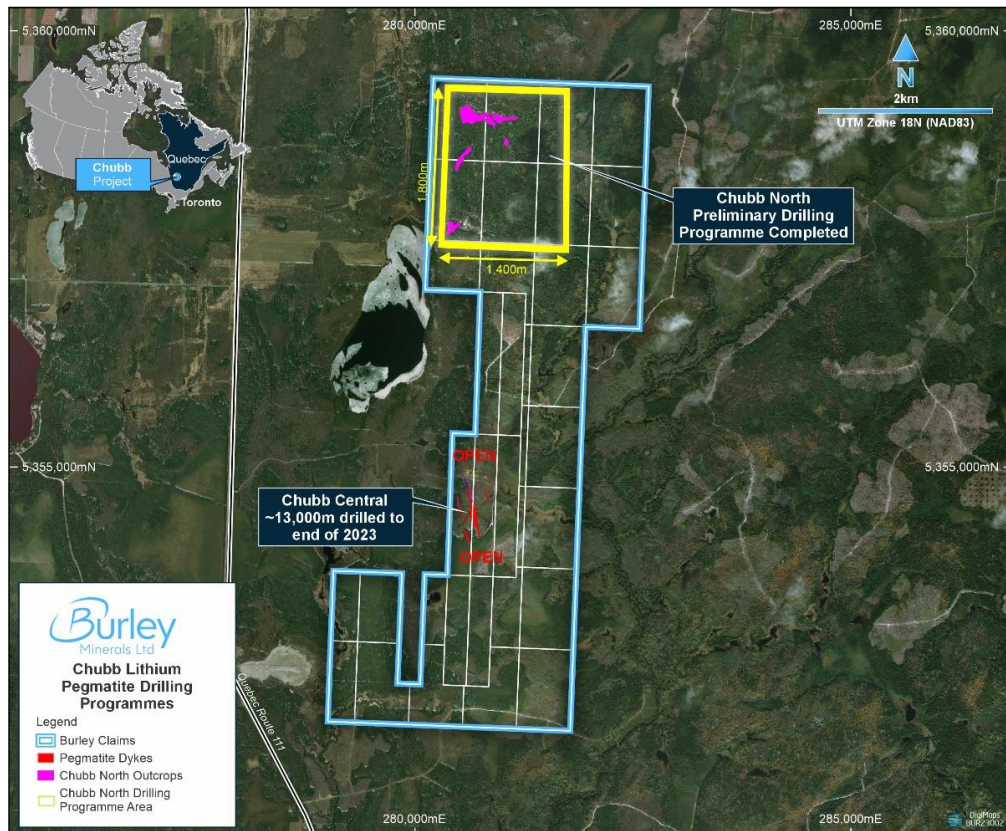 5,360,000mN
280,000mE
285,000mE
5,360,000mN
N
2km
UTM Zone 18N (NAD83)
Quebec
Chubb
Project
Toronto
1,800m
1,400m
Chubb North
Preliminary Drilling
Programme Completed
5,355,000mN
OPEN
5,355,000mN
Chubb Central
~13,000m drilled to
end of 2023
OPEN
Burley
Minerals Ltd
Chubb Lithium
Pegmatite Drilling
Programmes
Legend
Burley Claims
Pegmatite Dykes
Chubb North Outcrops
Chubb North Drilling
Programme Area
Quebec Route 111
280,000mE
285,000mE
DigiMaps